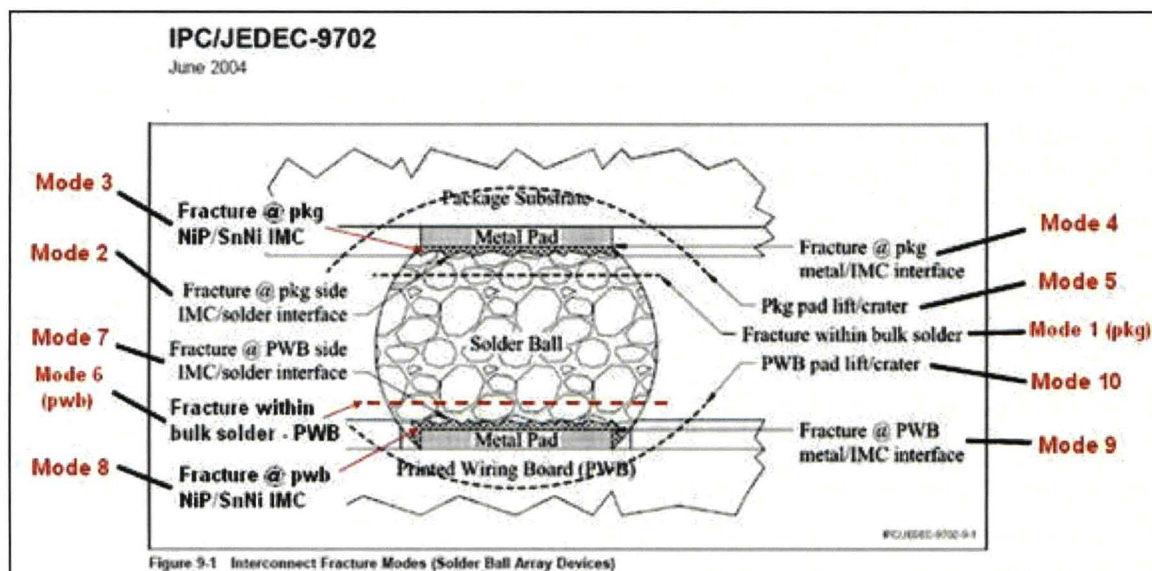 IPC/JEDEC-9702
June 2004
Mode 3
Fracture @ pkg
NiP/SnNi IMC
Package Substrate
Metal Pad
Mode 4
Fracture @ pkg
metal/IMC interface
Mode 2
Fracture @ pkg side
IMC/solder interface
Mode 5
Pkg pad lift/crater
Fracture within bulk solder
Mode 1 (pkg)
Mode 7
Fracture @ PWB side
IMC/solder interface
Solder Ball
PWB pad lift/crater
Mode 10
Mode 6
(pwb)
Fracture within
bulk solder - PWB
Metal Pad
Fracture @ PWB
metal/IMC interface
Mode 9
Mode 8
Fracture @ pwb
NiP/SnNi IMC
Printed Wiring Board (PWB)
IPC/JEDEC-9702-9-1
Figure 9-1 Interconnect Fracture Modes (Solder Ball Array Devices)